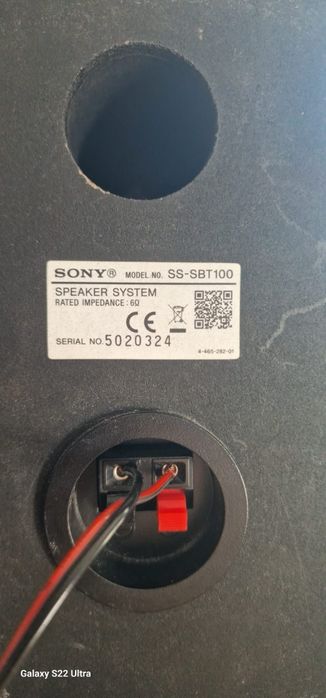 SONY® MODEL NO. SS-SBT100
SPEAKER SYSTEM
RATED IMPEDANCE : 6Ω
CE
SERIAL NO. 5020324
4-465-282-01
Galaxy S22 Ultra